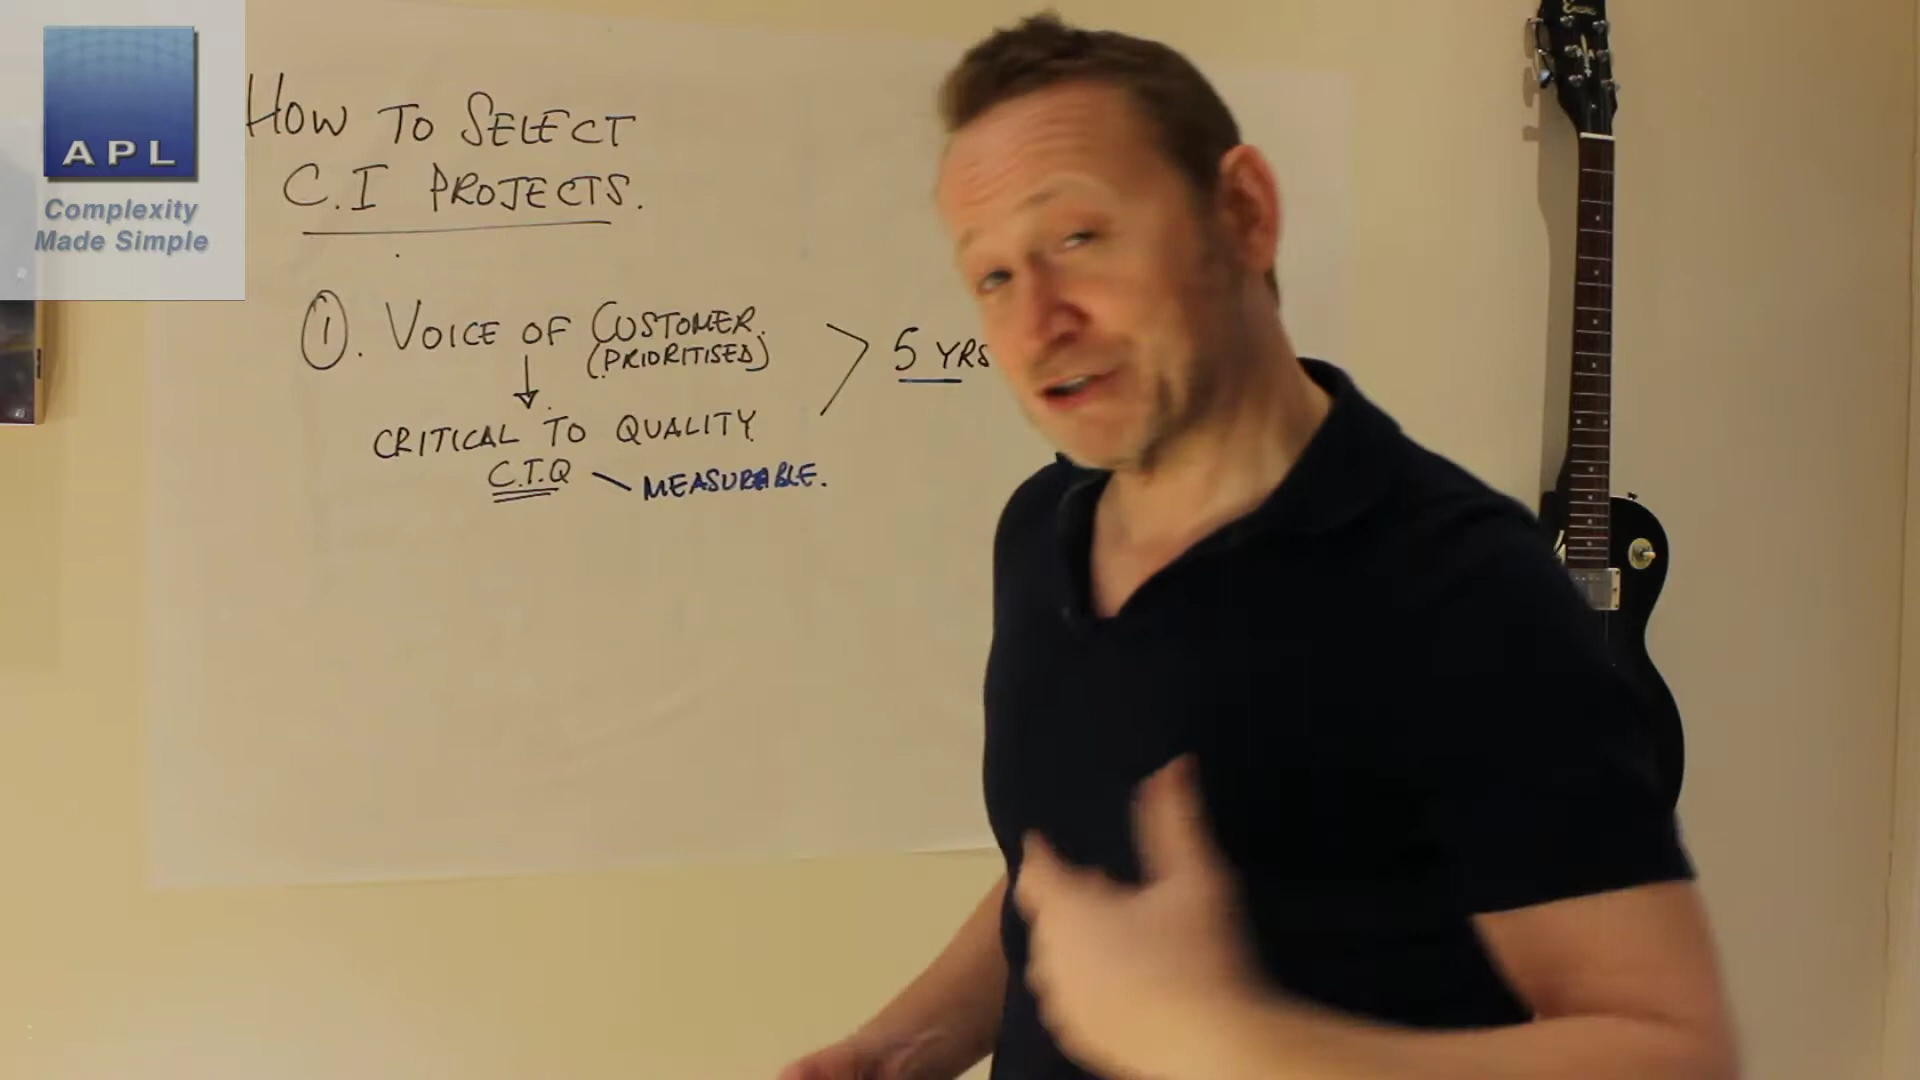 APL
Complexity
Made Simple
HOW TO SELECT
C.I PROJECTS.
1. VOICE OF CUSTOMER.
(PRIORITISED)
5 YRS
CRITICAL TO QUALITY
C.T.Q
MEASURABLE.